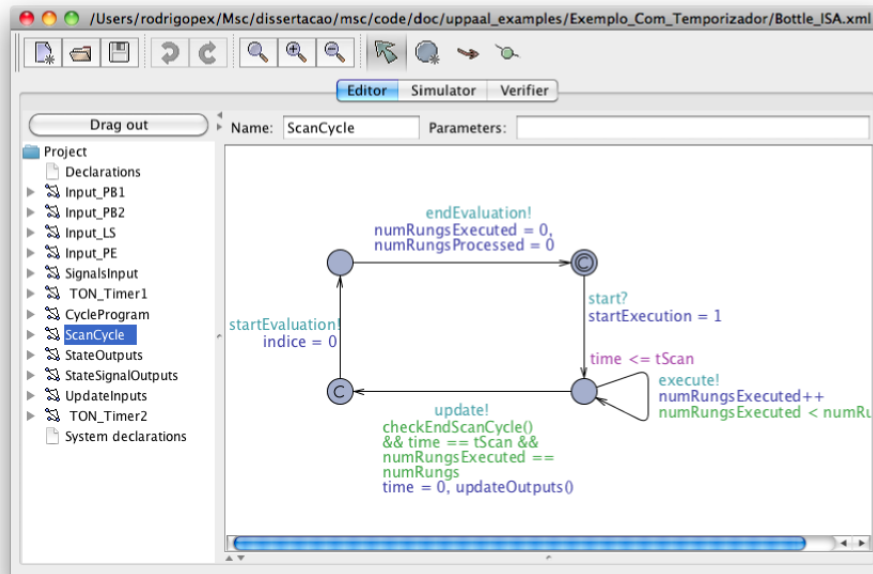 /Users/rodrigopex/Msc/dissertacao/msc/code/doc/uppaal_examples/Exemplo_Com_Temporizador/Bottle_ISA.xml
Editor Simulator Verifier
Drag out
Name: ScanCycle Parameters:
Project
Declarations
Input_PB1
Input_PB2
Input_LS
Input_PE
SignalsInput
TON_Timer1
CycleProgram
ScanCycle
StateOutputs
StateSignalOutputs
UpdateInputs
TON_Timer2
System declarations
endEvaluation!
numRungsExecuted = 0,
numRungsProcessed = 0
C
start?
startExecution = 1
startEvaluation!
indice = 0
time <= tScan
execute!
numRungsExecuted++
numRungsExecuted < numRu
C
update!
checkEndScanCycle()
&& time == tScan &&
numRungsExecuted ==
numRungs
time = 0, updateOutputs()